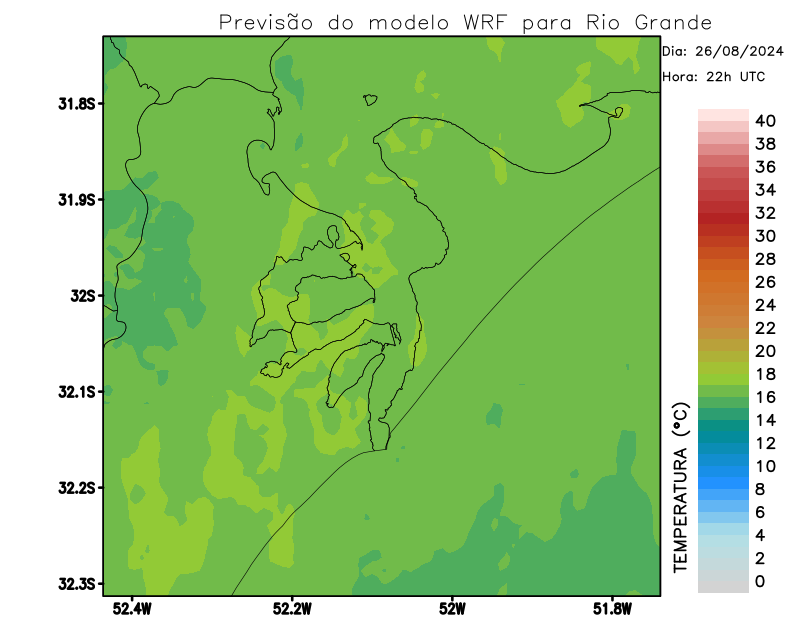 Previsão do modelo WRF para Rio Grande
Dia: 26/08/2024
Hora: 22h UTC
31.8S
31.9S
32S
32.1S
32.2S
32.3S
52.4W
52.2W
52W
51.8W
40
38
36
34
32
30
28
26
24
22
20
18
16
14
12
10
8
6
4
2
0
TEMPERATURA (°C)